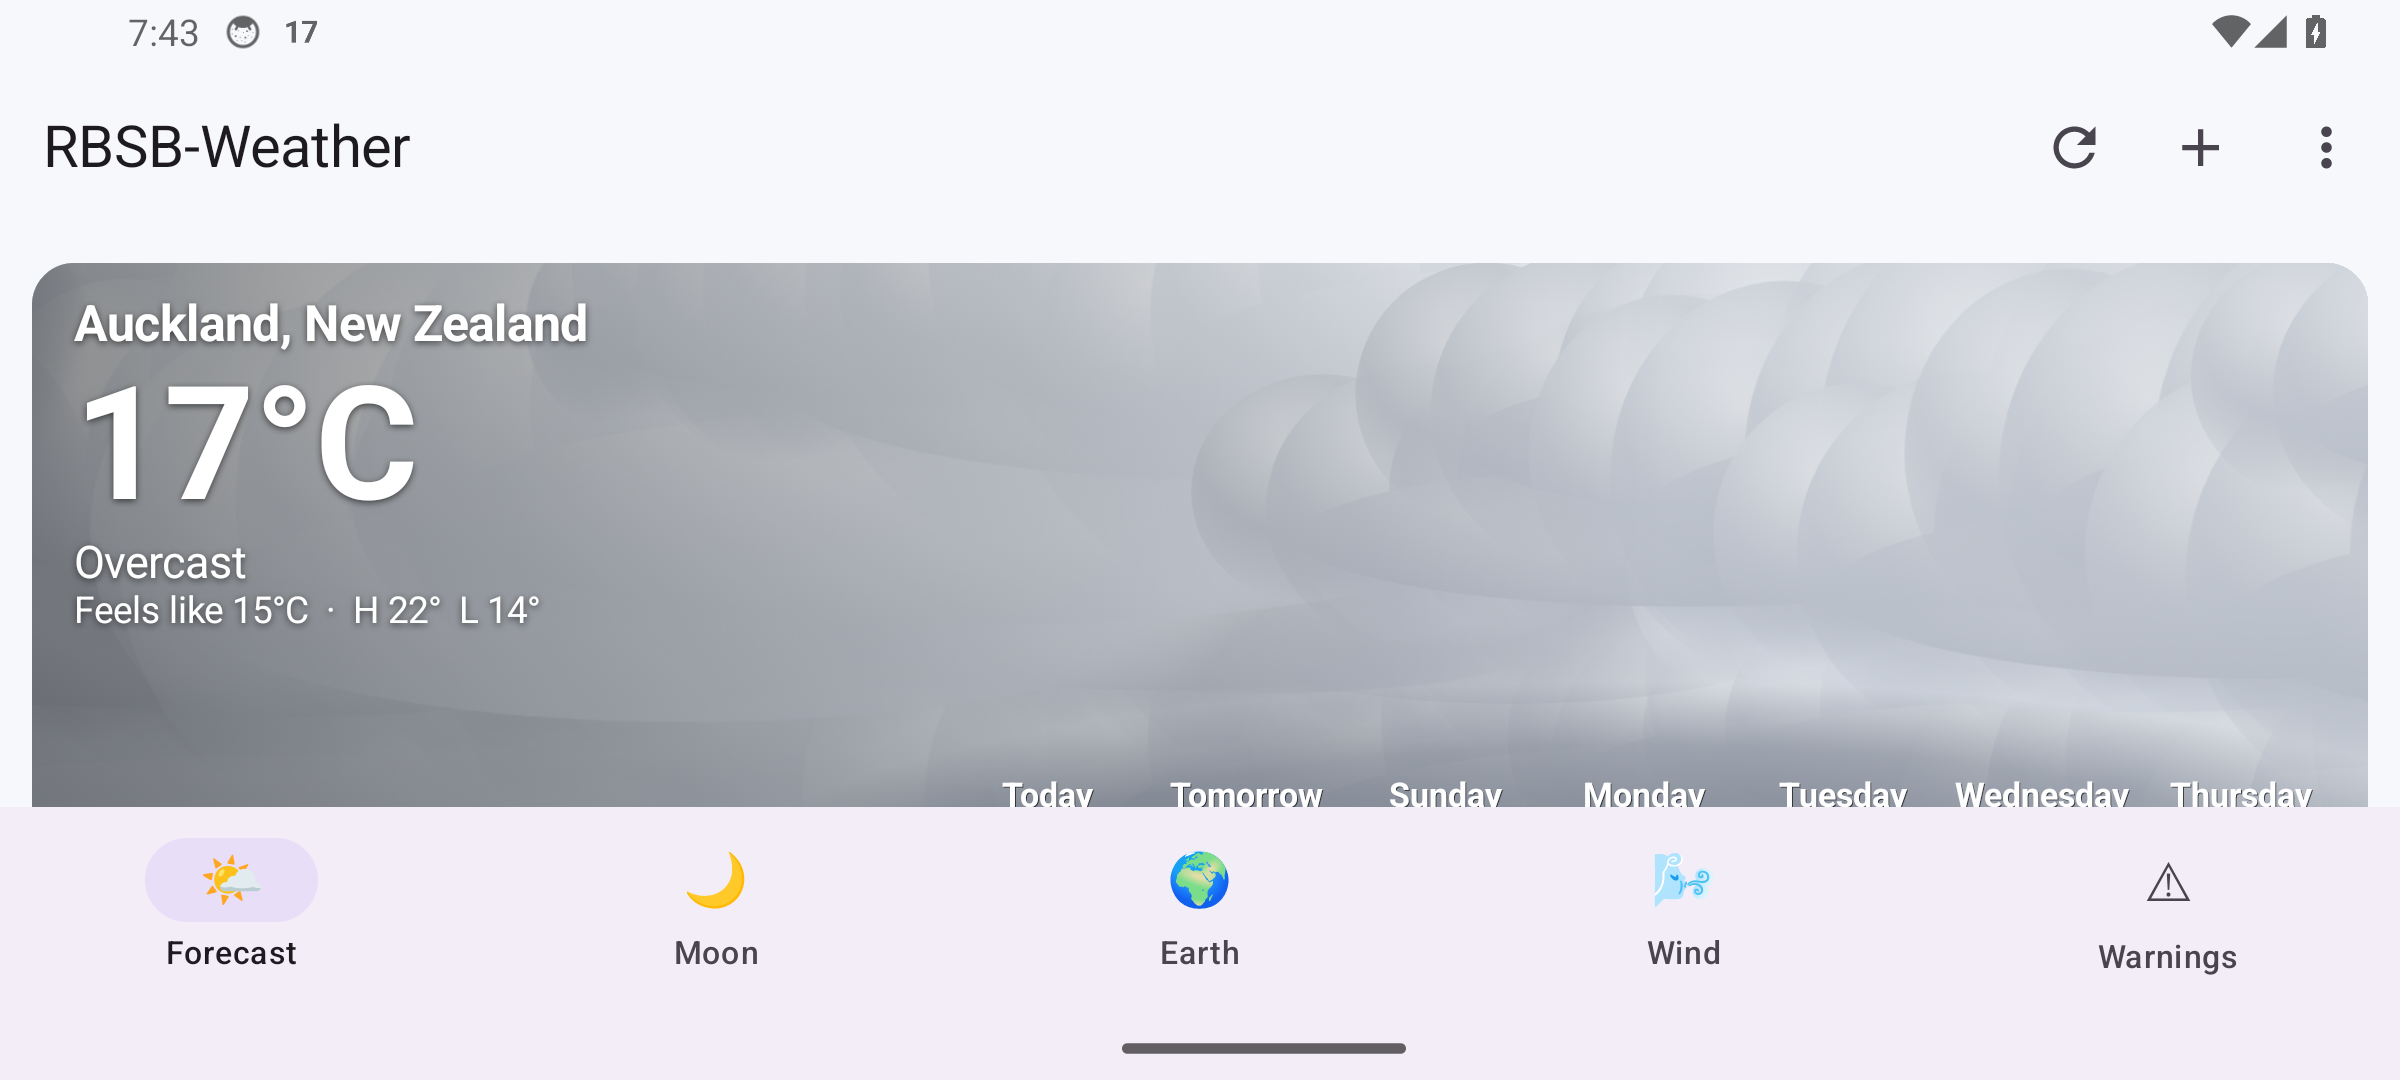 7:43 17
RBSB-Weather
Auckland, New Zealand
17°C
Overcast
Feels like 15°C · H 22° L 14°
Today Tomorrow Sunday Monday Tuesday Wednesday Thursday
Forecast Moon Earth Wind Warnings